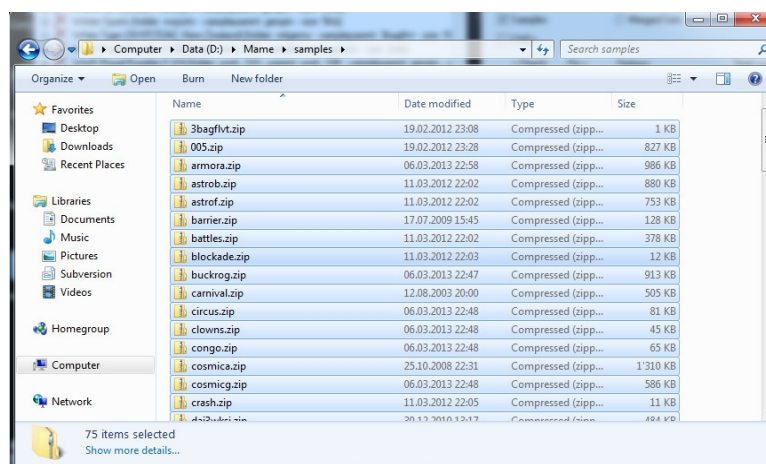 Computer ▸ Data (D:) ▸ Mame ▸ samples ▸
Search samples
Organize ▼ Open Burn New folder
Name Date modified Type Size
Favorites
Desktop
Downloads
Recent Places
Libraries
Documents
Music
Pictures
Subversion
Videos
Homegroup
Computer
Network
3bagflvt.zip 19.02.2012 23:08 Compressed (zipp... 1 KB
005.zip 19.02.2012 23:28 Compressed (zipp... 827 KB
armora.zip 06.03.2013 22:58 Compressed (zipp... 986 KB
astrob.zip 11.03.2012 22:02 Compressed (zipp... 880 KB
astrof.zip 11.03.2012 22:02 Compressed (zipp... 753 KB
barrier.zip 17.07.2009 15:45 Compressed (zipp... 128 KB
battles.zip 11.03.2012 22:02 Compressed (zipp... 378 KB
blockade.zip 11.03.2012 22:03 Compressed (zipp... 12 KB
buckrog.zip 06.03.2013 22:47 Compressed (zipp... 913 KB
carnival.zip 12.08.2003 20:00 Compressed (zipp... 505 KB
circus.zip 06.03.2013 22:48 Compressed (zipp... 81 KB
clowns.zip 06.03.2013 22:48 Compressed (zipp... 45 KB
congo.zip 06.03.2013 22:48 Compressed (zipp... 65 KB
cosmica.zip 25.10.2008 22:31 Compressed (zipp... 1'310 KB
cosmicg.zip 06.03.2013 22:48 Compressed (zipp... 586 KB
crash.zip 11.03.2012 22:05 Compressed (zipp... 11 KB
75 items selected
Show more details...